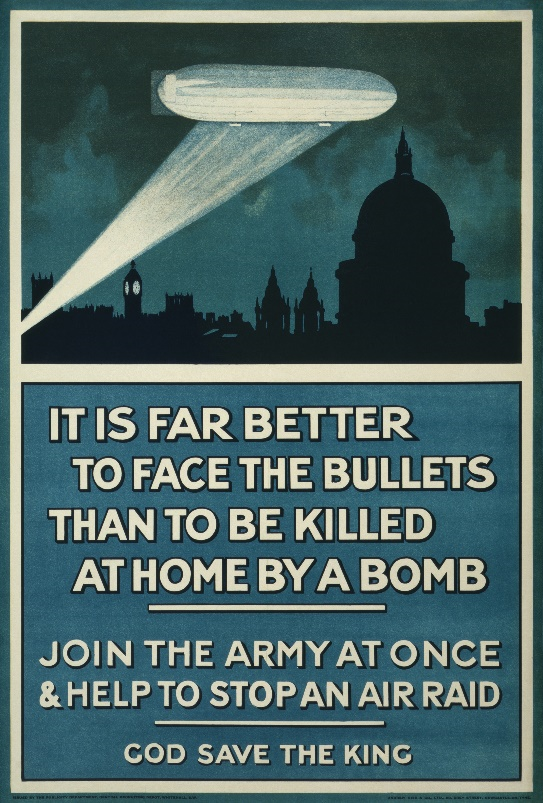 IT IS FAR BETTER
TO FACE THE BULLETS
THAN TO BE KILLED
AT HOME BY A BOMB
JOIN THE ARMY AT ONCE
& HELP TO STOP AN AIR RAID
GOD SAVE THE KING